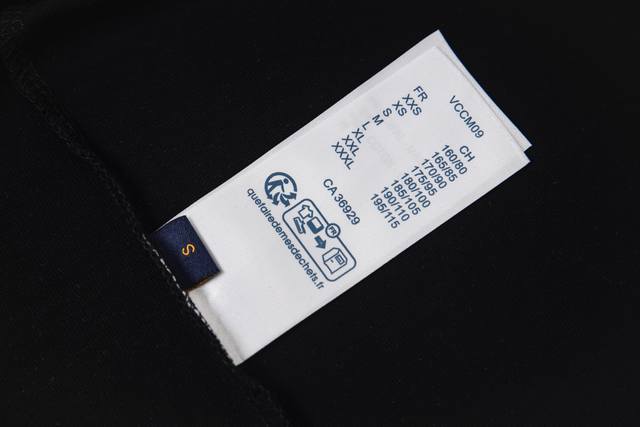 VCCM09
FR CH
XXS 160/80
XS 165/85
S 170/90
M 175/95
L 180/100
XL 185/105
XXL 190/110
XXXL 195/115
CA36929
FR
quefairedemesdechets.fr
S